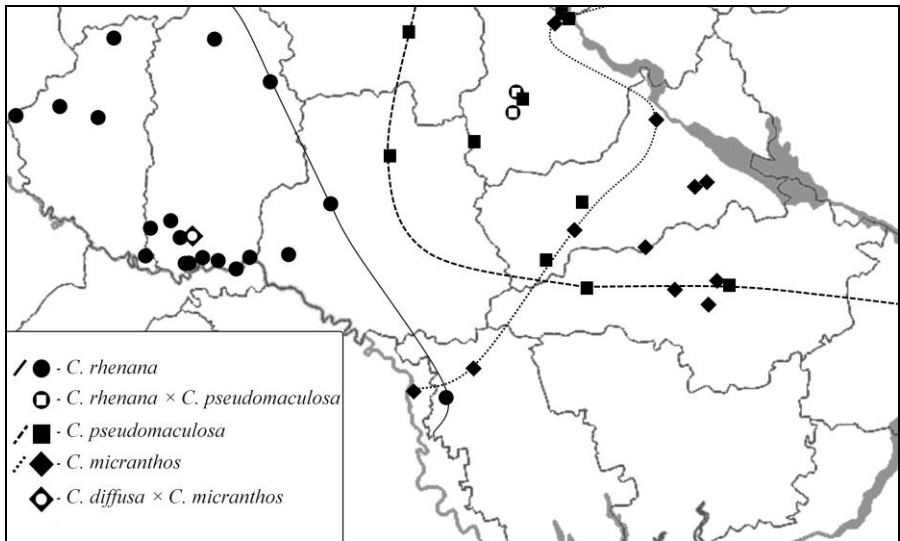 - C. rhenana
- C. rhenana × C. pseudomaculosa
- C. pseudomaculosa
- C. micranthos
- C. diffusa × C. micranthos